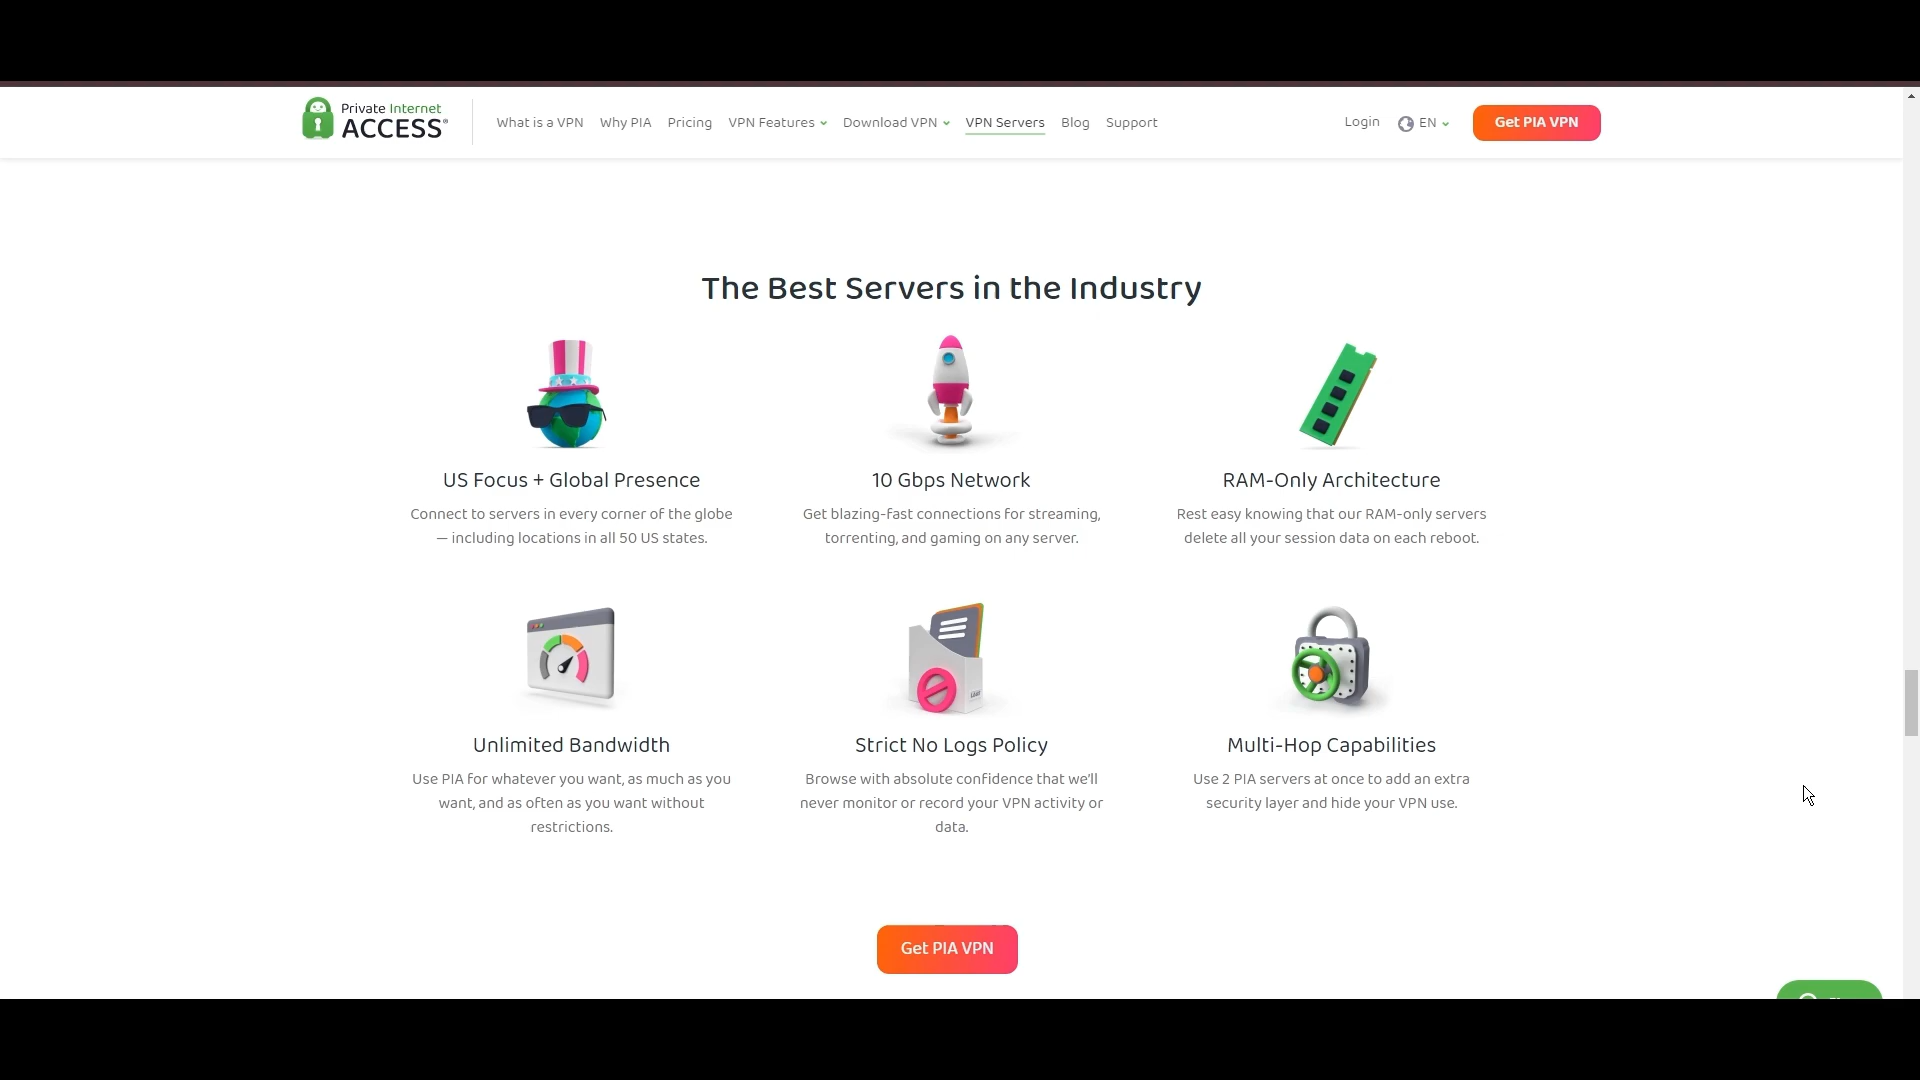 Private Internet
ACCESS®
What is a VPN
Why PIA
Pricing
VPN Features
Download VPN
VPN Servers
Blog
Support
Login
EN
Get PIA VPN
The Best Servers in the Industry
US Focus + Global Presence
Connect to servers in every corner of the globe
— including locations in all 50 US states.
10 Gbps Network
Get blazing-fast connections for streaming,
torrenting, and gaming on any server.
RAM-Only Architecture
Rest easy knowing that our RAM-only servers
delete all your session data on each reboot.
Unlimited Bandwidth
Use PIA for whatever you want, as much as you
want, and as often as you want without
restrictions.
Strict No Logs Policy
Browse with absolute confidence that we'll
never monitor or record your VPN activity or
data.
Multi-Hop Capabilities
Use 2 PIA servers at once to add an extra
security layer and hide your VPN use.
Get PIA VPN